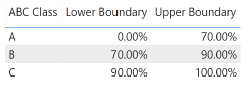 ABC Class Lower Boundary Upper Boundary
A 0.00% 70.00%
B 70.00% 90.00%
C 90.00% 100.00%